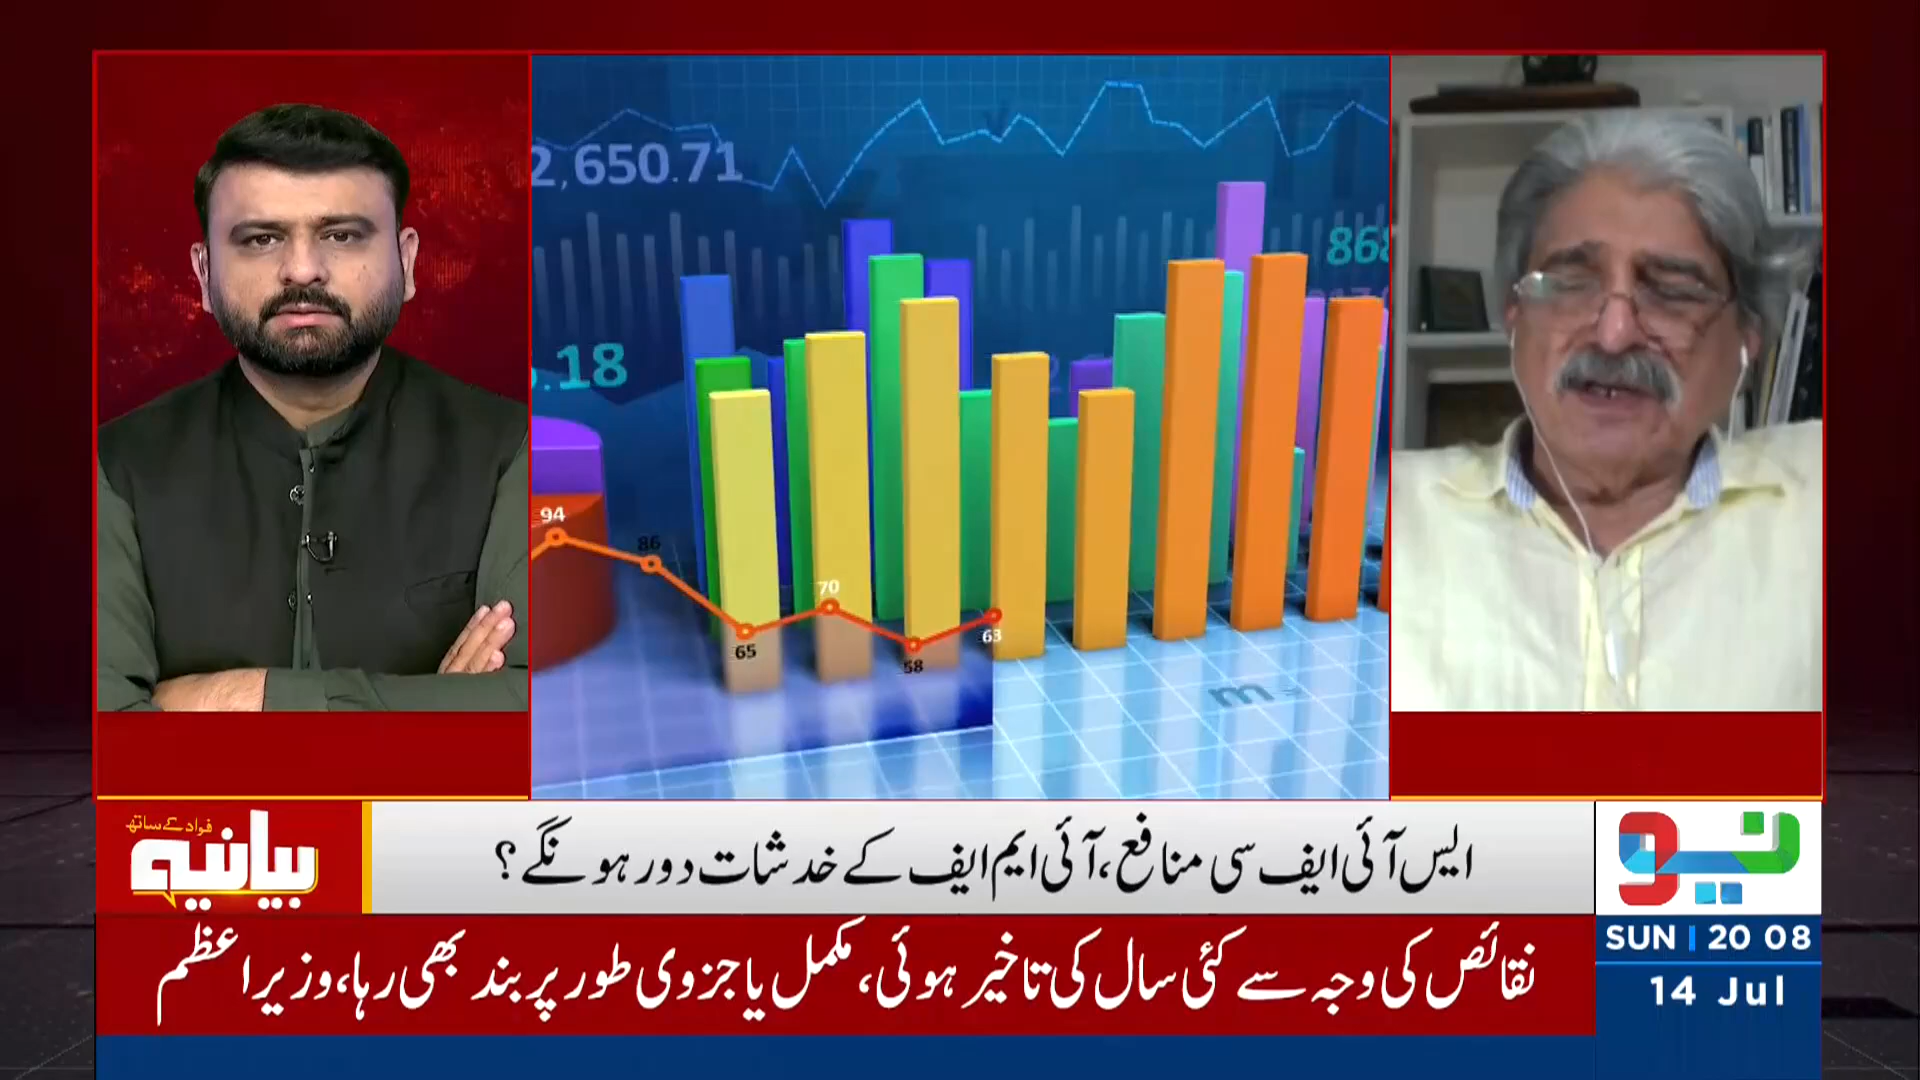 2,650.71
868
.18
94
86
70
65
58
63
m
فواد کے ساتھ
بیانیہ
ایس آئی ایف سی منافع، آئی ایم ایف کے خدشات دور ہونگے؟
نیو
SUN | 20 08
نقائص کی وجہ سے کئی سال کی تاخیر ہوئی، مکمل یا جزوی طور پر بند بھی رہا، وزیراعظم
14 Jul